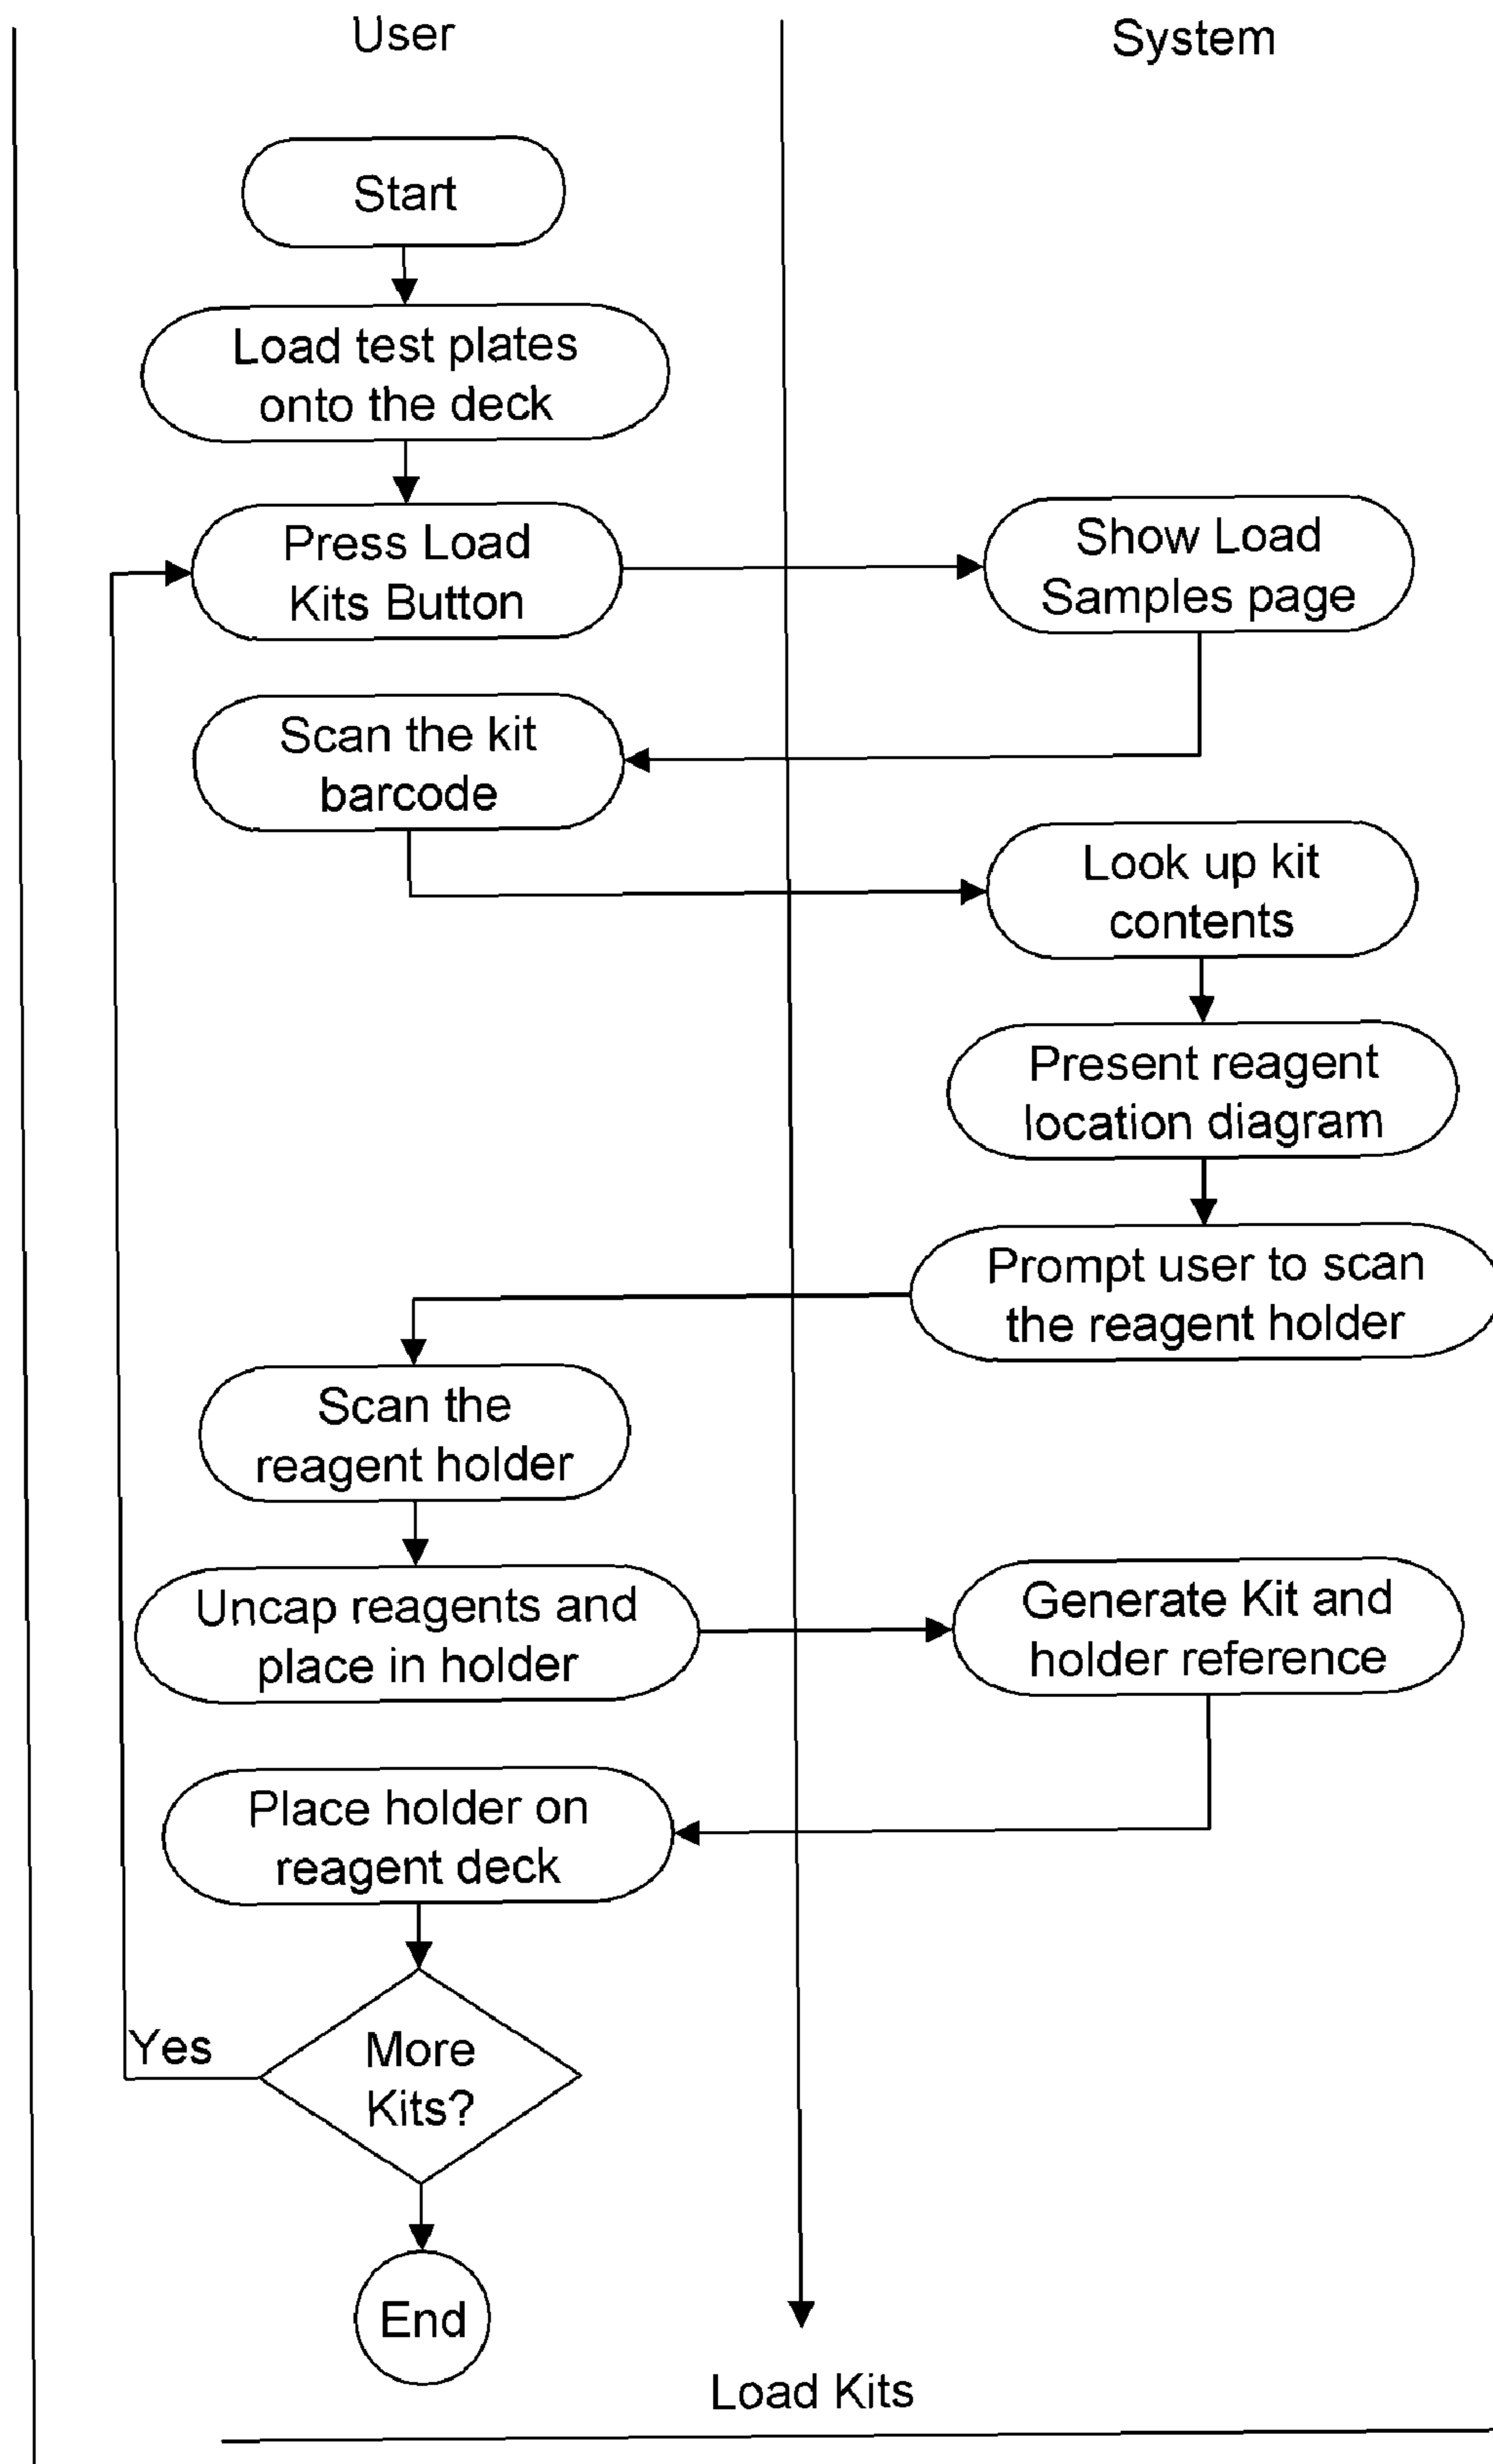 User
System
Start
Load test plates
onto the deck
Press Load
Kits Button
Show Load
Samples page
Scan the kit
barcode
Look up kit
contents
Present reagent
location diagram
Prompt user to scan
the reagent holder
Scan the
reagent holder
Uncap reagents and
place in holder
Generate Kit and
holder reference
Place holder on
reagent deck
More
Kits?
Yes
End
Load Kits